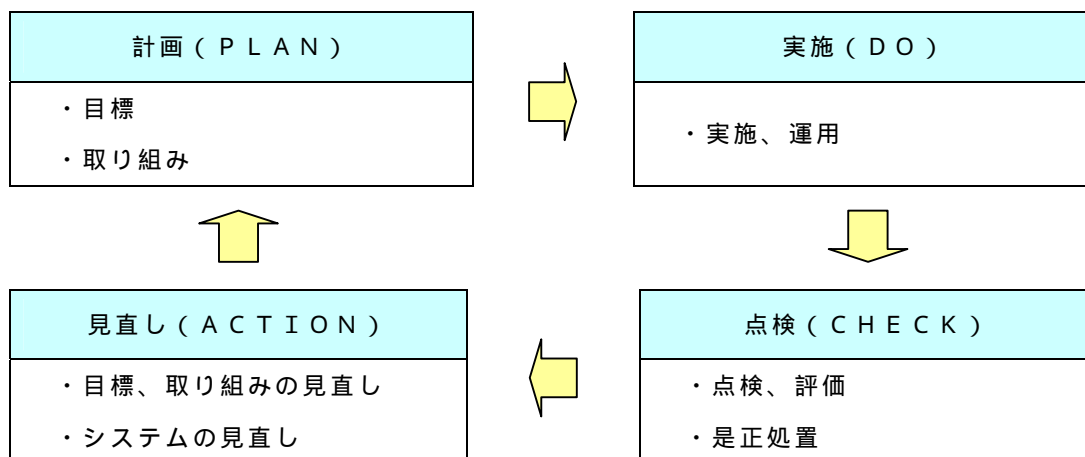 計画(PLAN)
・目標
・取り組み
実施(DO)
・実施、運用
見直し(ACTION)
・目標、取り組みの見直し
・システムの見直し
点検(CHECK)
・点検、評価
・是正処置